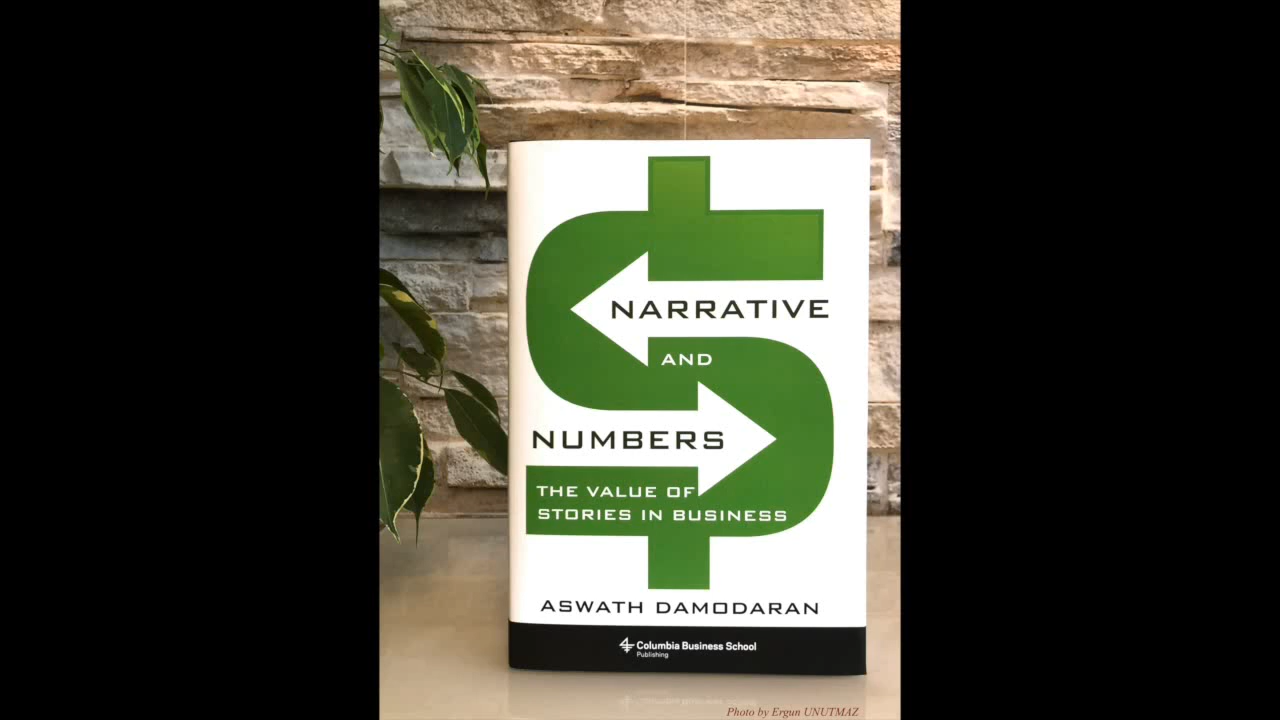 NARRATIVE
AND
NUMBERS
THE VALUE OF
STORIES IN BUSINESS
ASWATH DAMODARAN
Columbia Business School
Publishing
Photo by Ergun UNUTMAZ